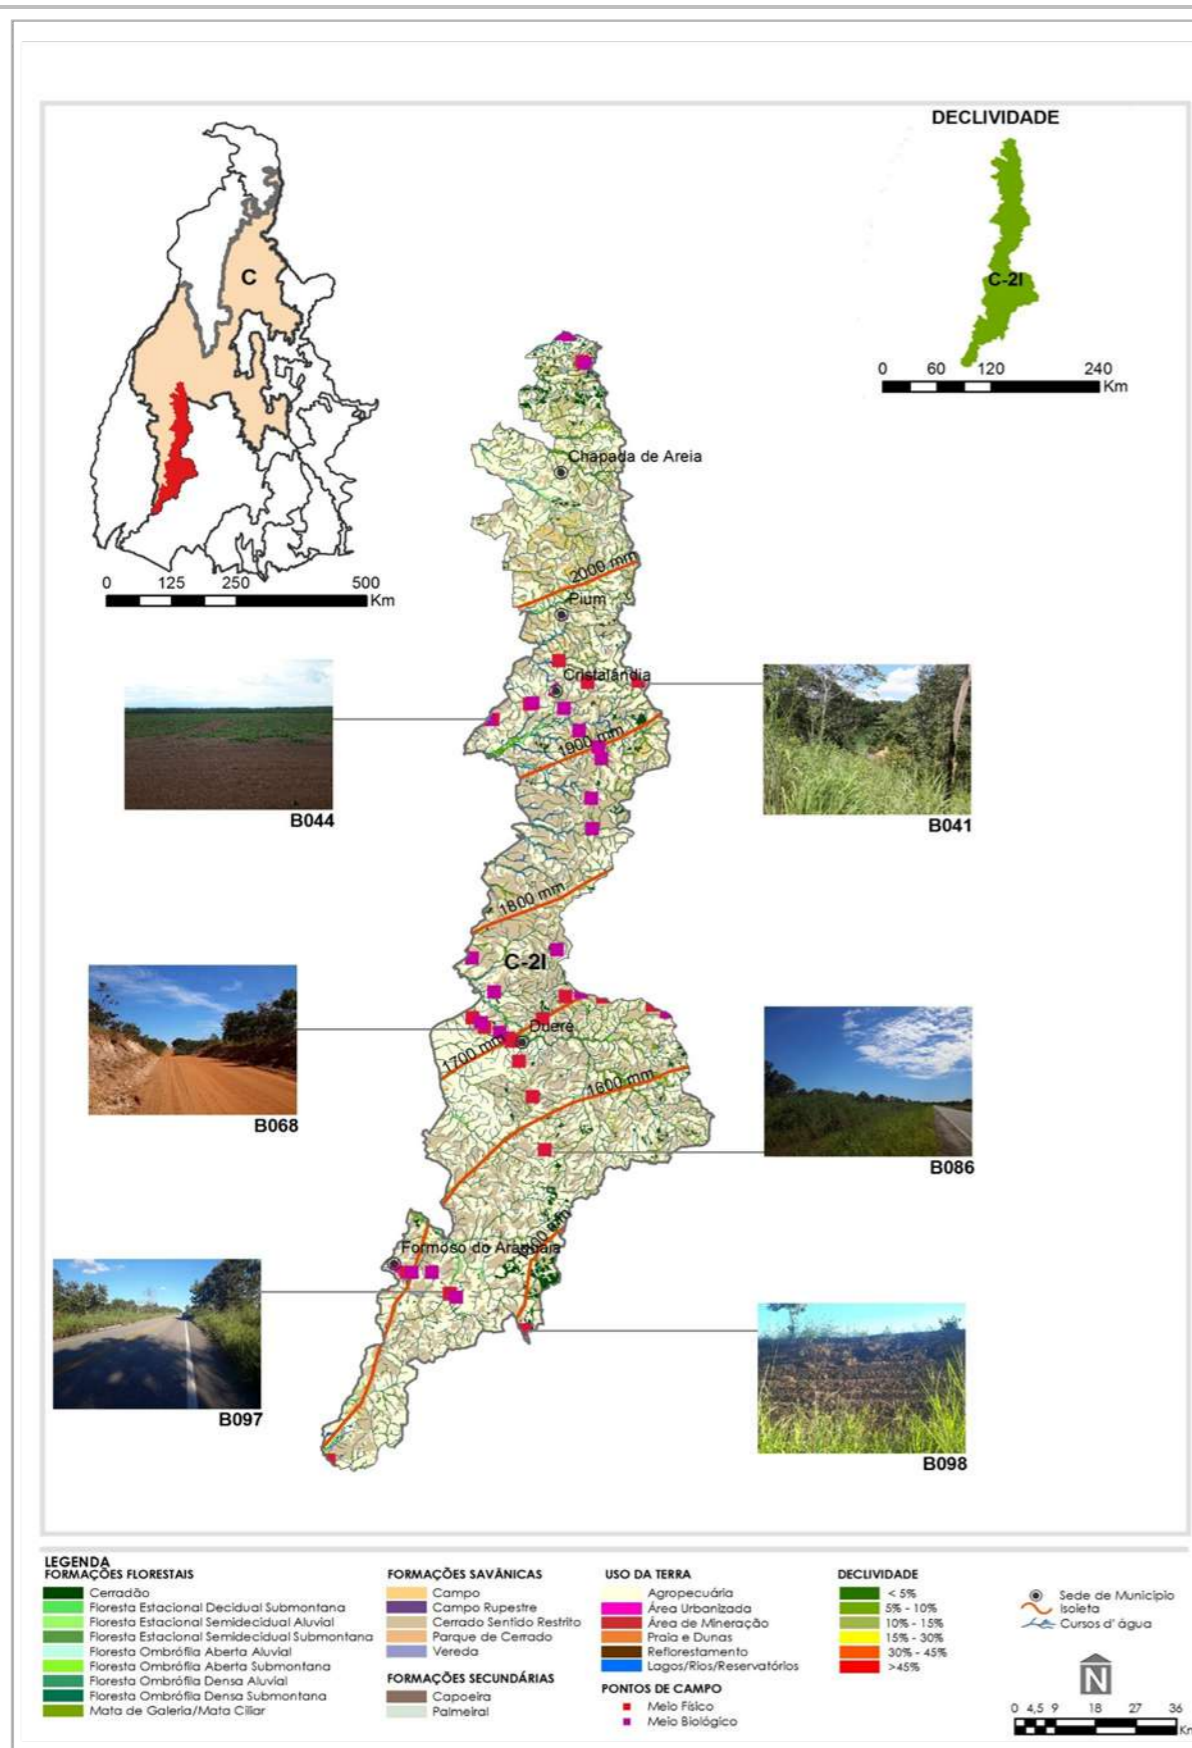 DECLIVIDADE
C
C-2I
0 60 120 240
Km
Chapada de Areia
0 125 250 500
Km
2000 mm
Pium
Cristalândia
B044
1900 mm
B041
1800 mm
C-2I
Dueré
1700 mm
1600 mm
B068
B086
Formoso do Araguaia
B097
B098
LEGENDA
FORMAÇÕES FLORESTAIS
Cerradão
Floresta Estacional Decidual Submontana
Floresta Estacional Semidecidual Aluvial
Floresta Estacional Semidecidual Submontana
Floresta Ombrófila Aberta Aluvial
Floresta Ombrófila Aberta Submontana
Floresta Ombrófila Densa Aluvial
Floresta Ombrófila Densa Submontana
Mata de Galeria/Mata Ciliar
FORMAÇÕES SAVÂNICAS
Campo
Campo Rupestre
Cerrado Sentido Restrito
Parque de Cerrado
Vereda
FORMAÇÕES SECUNDÁRIAS
Capoeira
Palmeiral
USO DA TERRA
Agropecuária
Área Urbanizada
Área de Mineração
Praia e Dunas
Reflorestamento
Lagos/Rios/Reservatórios
PONTOS DE CAMPO
Meio Físico
Meio Biológico
DECLIVIDADE
< 5%
5% - 10%
10% - 15%
15% - 30%
30% - 45%
>45%
Sede de Município
Isoieta
Cursos d' água
N
0 4,5 9 18 27 36
Km